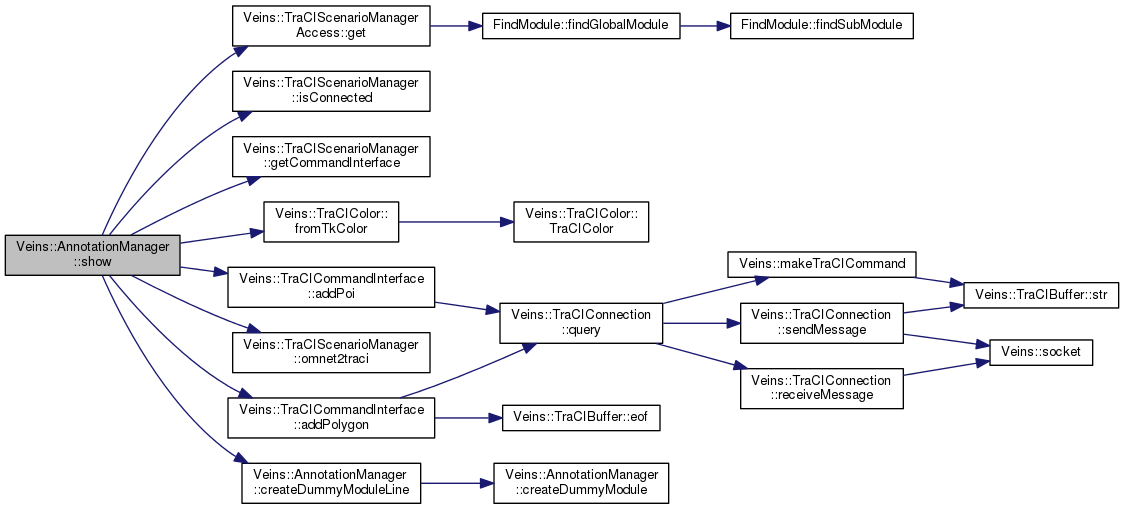 Veins::AnnotationManager
::show
Veins::TraCIScenarioManager
Access::get
FindModule::findGlobalModule
FindModule::findSubModule
Veins::TraCIScenarioManager
::isConnected
Veins::TraCIScenarioManager
::getCommandInterface
Veins::TraCIColor::
fromTkColor
Veins::TraCIColor::
TraCIColor
Veins::TraCICommandInterface
::addPoi
Veins::TraCIConnection
::query
Veins::makeTraCICommand
Veins::TraCIBuffer::str
Veins::TraCIConnection
::sendMessage
Veins::socket
Veins::TraCIConnection
::receiveMessage
Veins::TraCIScenarioManager
::omnet2traci
Veins::TraCICommandInterface
::addPolygon
Veins::TraCIBuffer::eof
Veins::AnnotationManager
::createDummyModuleLine
Veins::AnnotationManager
::createDummyModule